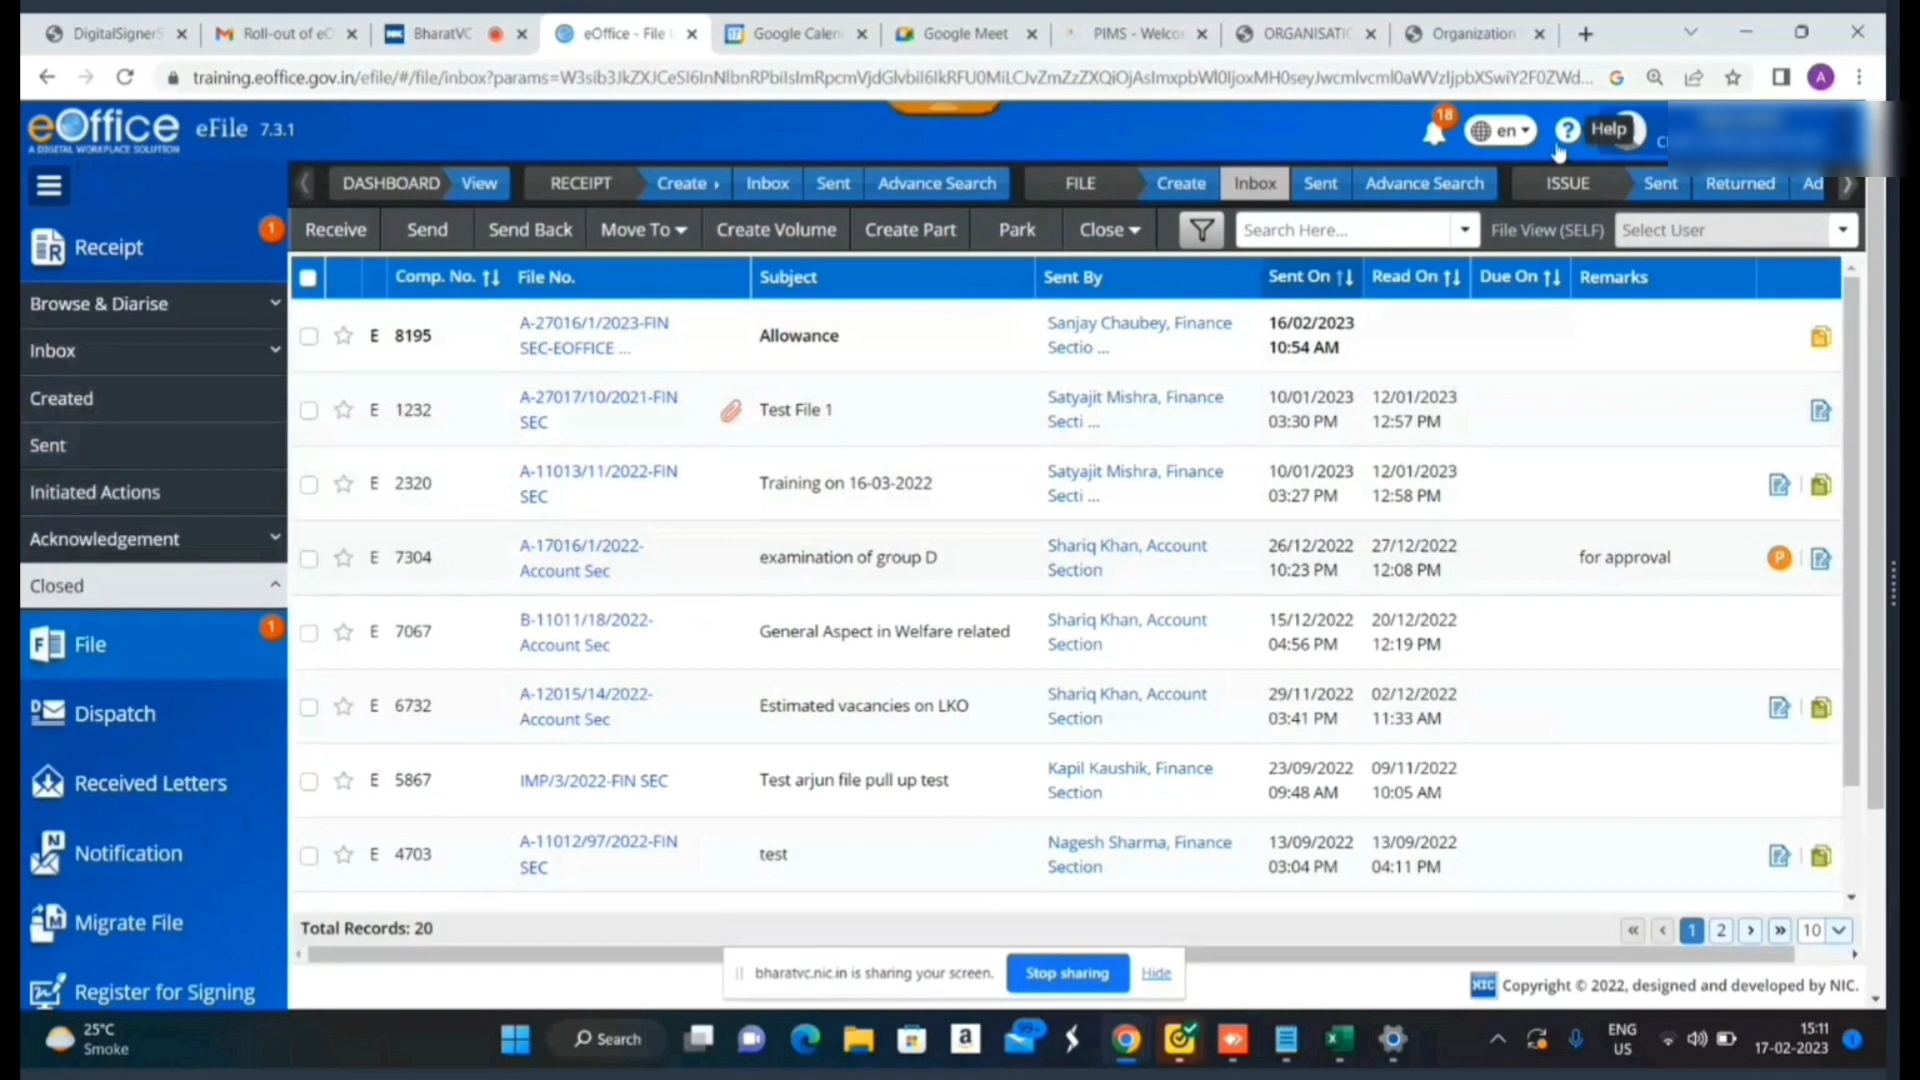 DigitalSignerS
Roll-out of eO
BharatVC
eOffice - File I
Google Calen
Google Meet
PIMS - Welco
ORGANISATIO
Organization
eOffice
A DIGITAL WORKPLACE SOLUTION
eFile 7.3.1
18
en
?
Help
DASHBOARD View RECEIPT Create Inbox Sent Advance Search FILE Create Inbox Sent Advance Search ISSUE Sent Returned Ad
Receive Send Send Back Move To Create Volume Create Part Park Close Search Here... File View (SELF) Select User
Receipt
1
Browse & Diarise
Inbox
Created
Sent
Initiated Actions
Acknowledgement
Closed
File
1
Dispatch
Received Letters
Notification
Migrate File
Register for Signing
Comp. No. File No. Subject Sent By Sent On Read On Due On Remarks
E 8195 A-27016/1/2023-FIN SEC-EOFFICE ... Allowance Sanjay Chaubey, Finance Sectio ... 16/02/2023 10:54 AM
E 1232 A-27017/10/2021-FIN SEC Test File 1 Satyajit Mishra, Finance Secti ... 10/01/2023 03:30 PM 12/01/2023 12:57 PM
E 2320 A-11013/11/2022-FIN SEC Training on 16-03-2022 Satyajit Mishra, Finance Secti ... 10/01/2023 03:27 PM 12/01/2023 12:58 PM
E 7304 A-17016/1/2022-Account Sec examination of group D Shariq Khan, Account Section 26/12/2022 10:23 PM 27/12/2022 12:08 PM for approval P
E 7067 B-11011/18/2022-Account Sec General Aspect in Welfare related Shariq Khan, Account Section 15/12/2022 04:56 PM 20/12/2022 12:19 PM
E 6732 A-12015/14/2022-Account Sec Estimated vacancies on LKO Shariq Khan, Account Section 29/11/2022 03:41 PM 02/12/2022 11:33 AM
E 5867 IMP/3/2022-FIN SEC Test arjun file pull up test Kapil Kaushik, Finance Section 23/09/2022 09:48 AM 09/11/2022 10:05 AM
E 4703 A-11012/97/2022-FIN SEC test Nagesh Sharma, Finance Section 13/09/2022 03:04 PM 13/09/2022 04:11 PM
Total Records: 20
« ‹ 1 2 › » 10
bharatvc.nic.in is sharing your screen. Stop sharing Hide
NIC Copyright © 2022, designed and developed by NIC.
25°C
Smoke
Search
99+
ENG
US
15:11
17-02-2023